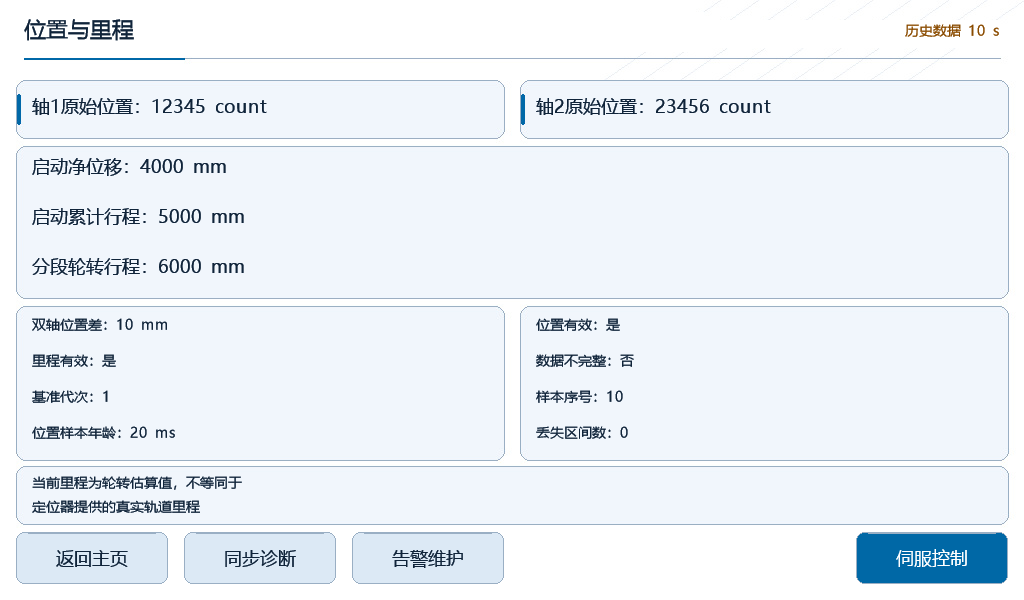 位置与里程
历史数据 10 s
轴1原始位置：12345 count
轴2原始位置：23456 count
启动净位移：4000 mm
启动累计行程：5000 mm
分段轮转行程：6000 mm
双轴位置差：10 mm
里程有效：是
基准代次：1
位置样本年龄：20 ms
位置有效：是
数据不完整：否
样本序号：10
丢失区间数：0
当前里程为轮转估算值，不等同于
定位器提供的真实轨道里程
返回主页
同步诊断
告警维护
伺服控制